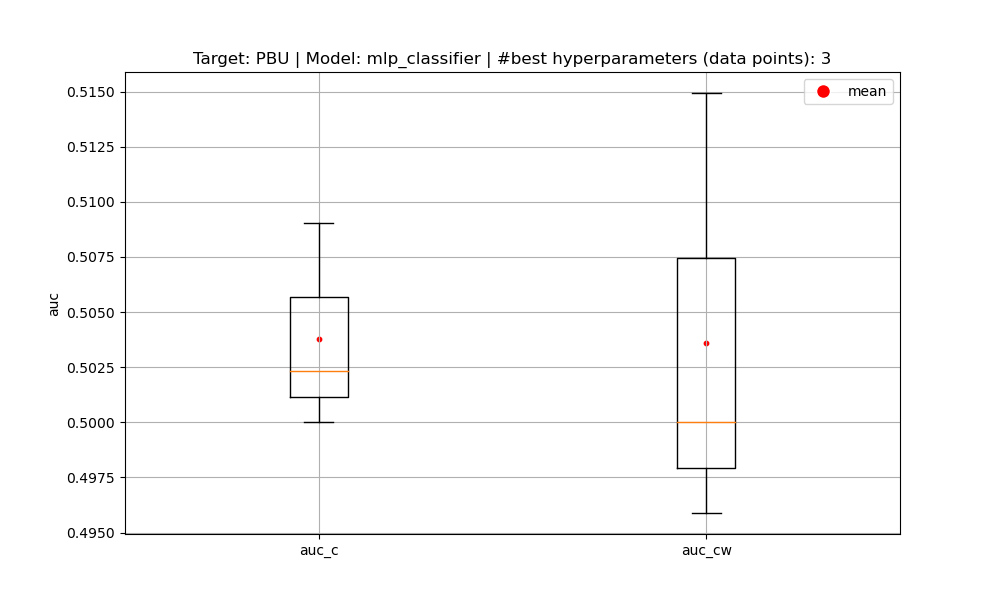 Target: PBU | Model: mlp_classifier | #best hyperparameters (data points): 3
mean
0.5150
0.5125
0.5100
0.5075
0.5050
0.5025
0.5000
0.4975
0.4950
auc
auc_c
auc_cw